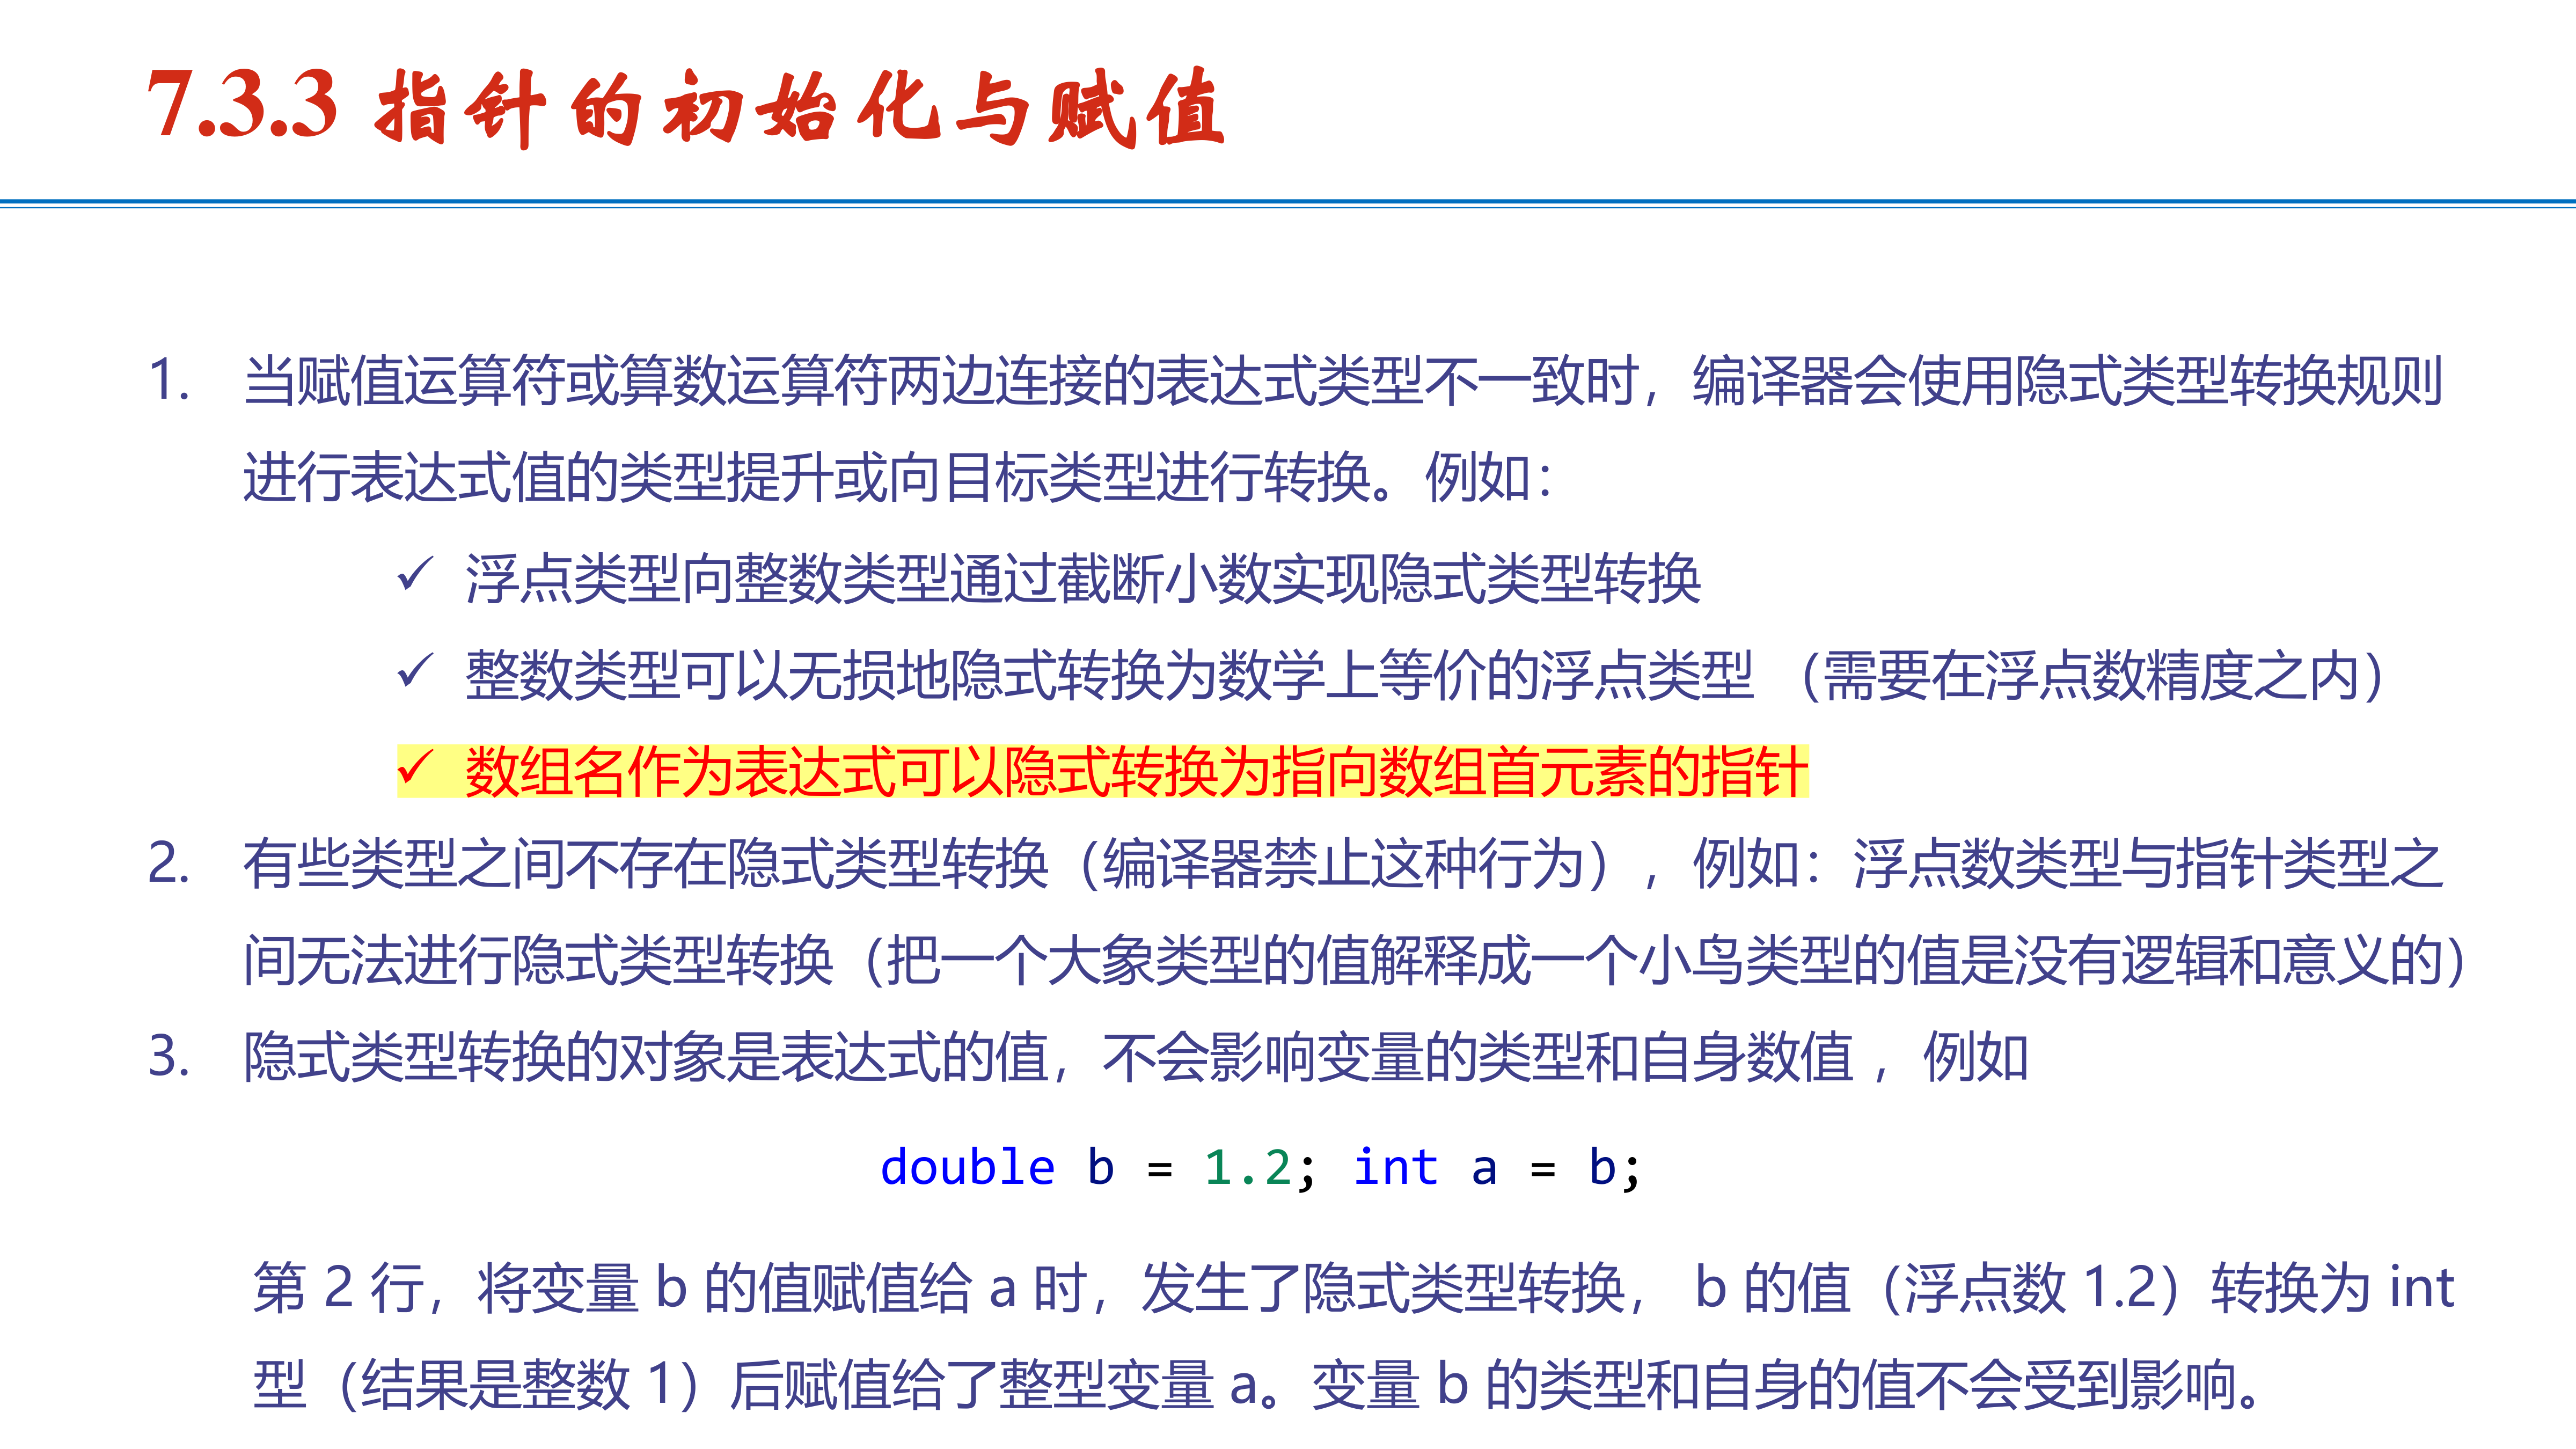 7.3.3 指针的初始化与赋值
1. 当赋值运算符或算数运算符两边连接的表达式类型不一致时，编译器会使用隐式类型转换规则
进行表达式值的类型提升或向目标类型进行转换。例如：
✓ 浮点类型向整数类型通过截断小数实现隐式类型转换
✓ 整数类型可以无损地隐式转换为数学上等价的浮点类型 （需要在浮点数精度之内）
✓ 数组名作为表达式可以隐式转换为指向数组首元素的指针
2. 有些类型之间不存在隐式类型转换（编译器禁止这种行为），例如：浮点数类型与指针类型之
间无法进行隐式类型转换（把一个大象类型的值解释成一个小鸟类型的值是没有逻辑和意义的）
3. 隐式类型转换的对象是表达式的值，不会影响变量的类型和自身数值 ，例如
double b = 1.2; int a = b;
第 2 行，将变量 b 的值赋值给 a 时，发生了隐式类型转换， b 的值（浮点数 1.2）转换为 int
型（结果是整数 1）后赋值给了整型变量 a。变量 b 的类型和自身的值不会受到影响。